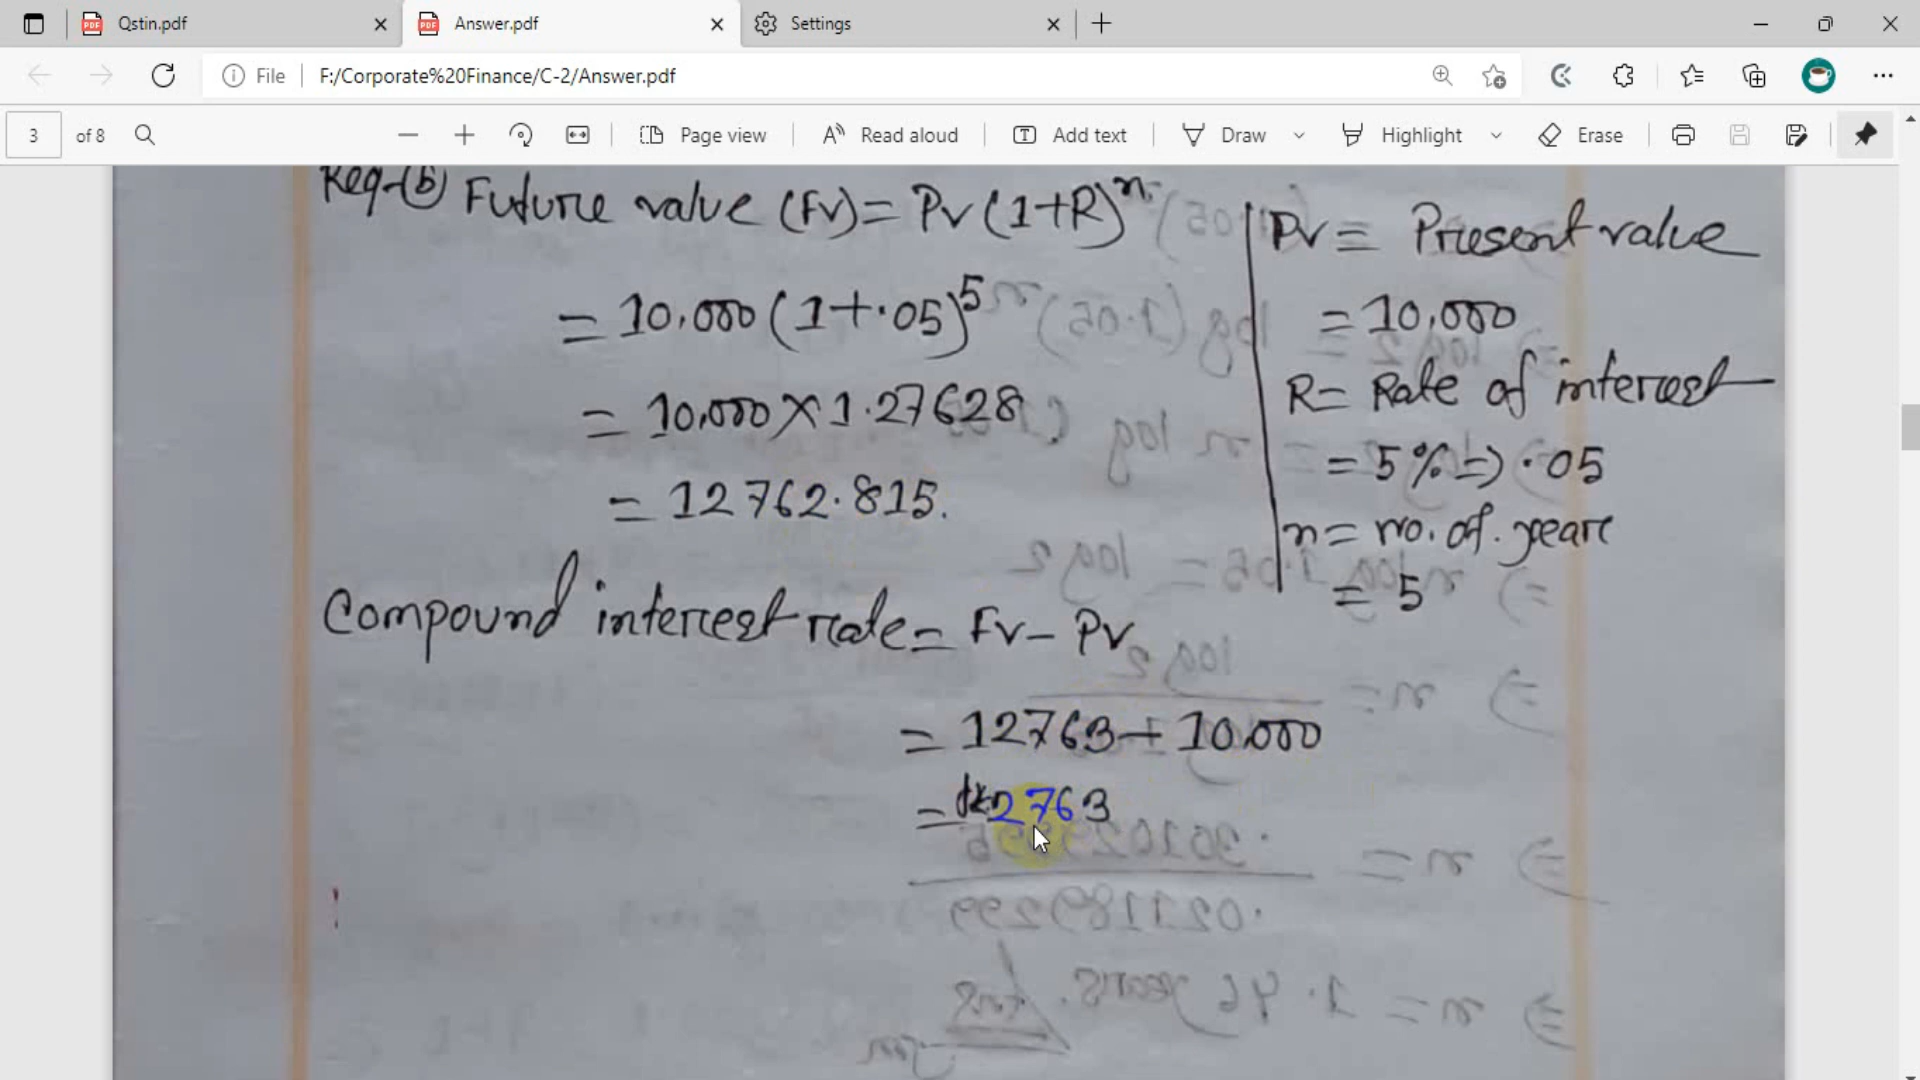 Qstin.pdf
Answer.pdf
Settings
File
F:/Corporate%20Finance/C-2/Answer.pdf
3 of 8
Page view
Read aloud
Add text
Draw
Highlight
Erase
Req-(b) Future value (FV) = PV(1+R)^n
= 10,000(1+.05)^5
= 10,000×1.27628
= 12762.815.
PV = Present value
= 10,000
R = Rate of interest
= 5% => .05
n = no. of. year
= 5
Compound interest rate = FV - PV
= 12763 - 10,000
= tk 2763